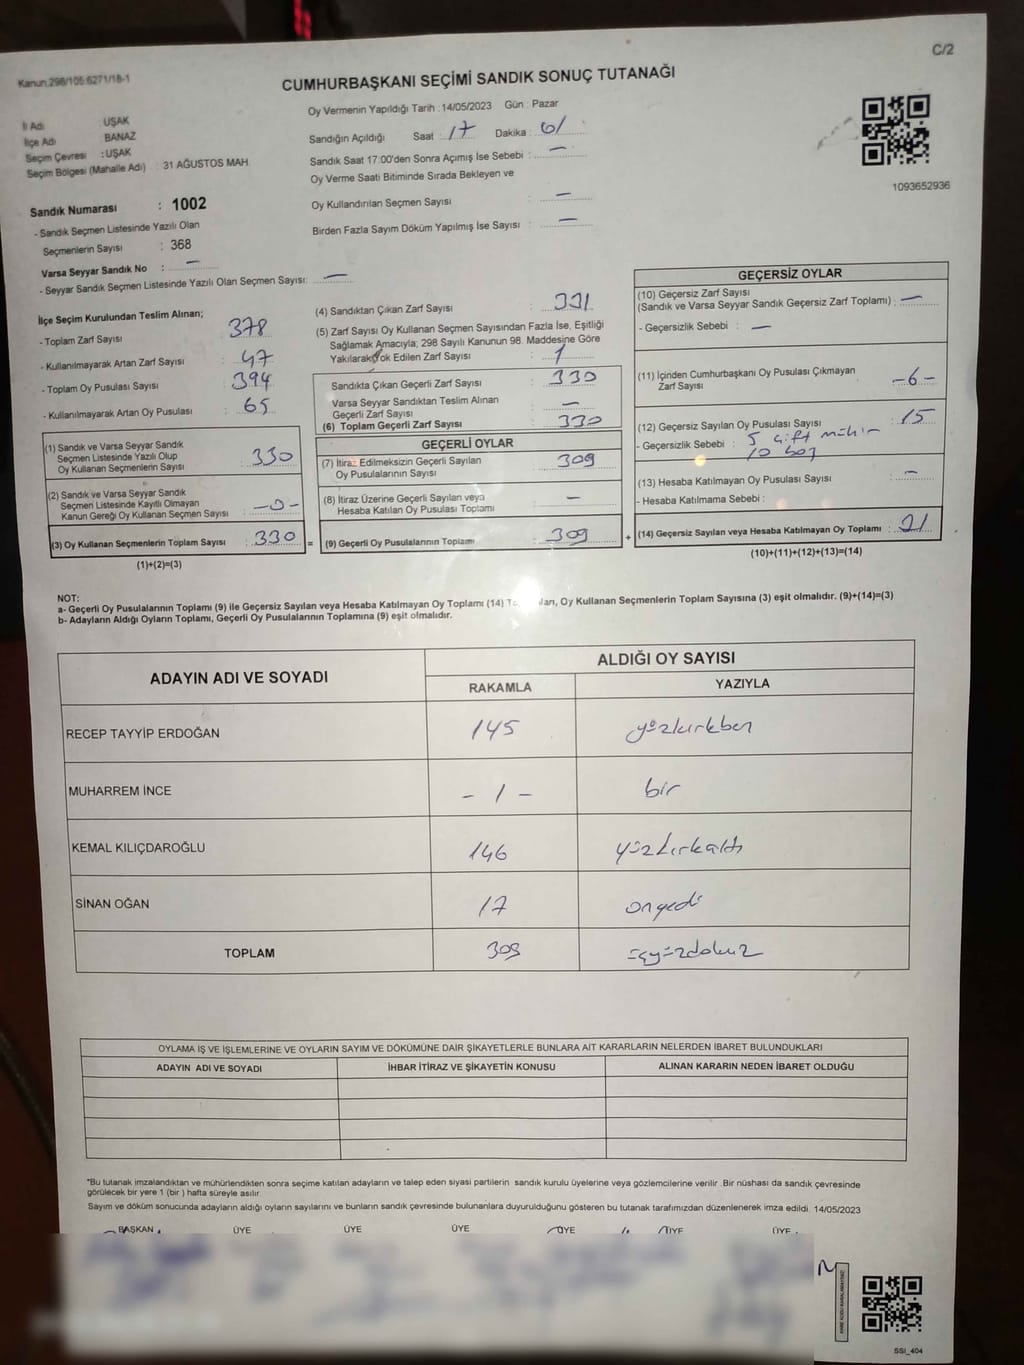 Kanun:298/105:6271/18-1
C/2
CUMHURBAŞKANI SEÇİMİ SANDIK SONUÇ TUTANAĞI
İl Adı UŞAK
İlçe Adı BANAZ
Seçim Çevresi : UŞAK
Seçim Bölgesi (Mahalle Adı) : 31 AĞUSTOS MAH.
Oy Vermenin Yapıldığı Tarih : 14/05/2023 Gün : Pazar
Sandığın Açıldığı Saat : 17 Dakika : 01
Sandık Saat 17:00'den Sonra Açımış İse Sebebi : —
Oy Verme Saati Bitiminde Sırada Bekleyen ve
Oy Kullandırılan Seçmen Sayısı : —
Birden Fazla Sayım Döküm Yapılmış İse Sayısı : —
1093652936
Sandık Numarası : 1002
- Sandık Seçmen Listesinde Yazılı Olan
Seçmenlerin Sayısı : 368
Varsa Seyyar Sandık No : —
- Seyyar Sandık Seçmen Listesinde Yazılı Olan Seçmen Sayısı: —
İlçe Seçim Kurulundan Teslim Alınan;
- Toplam Zarf Sayısı : 378
- Kullanılmayarak Artan Zarf Sayısı : 47
- Toplam Oy Pusulası Sayısı : 394
- Kullanılmayarak Artan Oy Pusulası : 65
(1) Sandık ve Varsa Seyyar Sandık
Seçmen Listesinde Yazılı Olup
Oy Kullanan Seçmenlerin Sayısı : 330
(2) Sandık ve Varsa Seyyar Sandık
Seçmen Listesinde Kayıtlı Olmayan
Kanun Gereği Oy Kullanan Seçmen Sayısı : -0-
(3) Oy Kullanan Seçmenlerin Toplam Sayısı : 330 =
(1)+(2)=(3)
(4) Sandıktan Çıkan Zarf Sayısı : 331
(5) Zarf Sayısı Oy Kullanan Seçmen Sayısından Fazla İse, Eşitliği
Sağlamak Amacıyla; 298 Sayılı Kanunun 98. Maddesine Göre
Yakılarak Yok Edilen Zarf Sayısı : 1
Sandıkta Çıkan Geçerli Zarf Sayısı : 330
Varsa Seyyar Sandıktan Teslim Alınan
Geçerli Zarf Sayısı : —
(6) Toplam Geçerli Zarf Sayısı : 330
GEÇERLİ OYLAR
(7) İtiraz Edilmeksizin Geçerli Sayılan
Oy Pusulalarının Sayısı : 309
(8) İtiraz Üzerine Geçerli Sayılan veya
Hesaba Katılan Oy Pusulası Toplamı : —
(9) Geçerli Oy Pusulalarının Toplamı : 309 +
GEÇERSİZ OYLAR
(10) Geçersiz Zarf Sayısı
(Sandık ve Varsa Seyyar Sandık Geçersiz Zarf Toplamı) : —
- Geçersizlik Sebebi : —
(11) İçinden Cumhurbaşkanı Oy Pusulası Çıkmayan
Zarf Sayısı : -6-
(12) Geçersiz Sayılan Oy Pusulası Sayısı : 15
- Geçersizlik Sebebi : 5 çift mühür
10 boş
(13) Hesaba Katılmayan Oy Pusulası Sayısı : —
- Hesaba Katılmama Sebebi :
(14) Geçersiz Sayılan veya Hesaba Katılmayan Oy Toplamı : 21
(10)+(11)+(12)+(13)=(14)
NOT:
a- Geçerli Oy Pusulalarının Toplamı (9) ile Geçersiz Sayılan veya Hesaba Katılmayan Oy Toplamı (14) Oy Kullanan Seçmenlerin Toplam Sayısına (3) eşit olmalıdır. (9)+(14)=(3)
b- Adayların Aldığı Oyların Toplamı, Geçerli Oy Pusulalarının Toplamına (9) eşit olmalıdır.
ADAYIN ADI VE SOYADI
ALDIĞI OY SAYISI
RAKAMLA YAZIYLA
RECEP TAYYİP ERDOĞAN 145 yüzkırkbeş
MUHARREM İNCE - 1 - bir
KEMAL KILIÇDAROĞLU 146 yüzkırkaltı
SİNAN OĞAN 17 onyedi
TOPLAM 309 üçyüzdokuz
OYLAMA İŞ VE İŞLEMLERİNE VE OYLARIN SAYIM VE DÖKÜMÜNE DAİR ŞİKAYETLERLE BUNLARA AİT KARARLARIN NELERDEN İBARET BULUNDUKLARI
ADAYIN ADI VE SOYADI İHBAR İTİRAZ VE ŞİKAYETİN KONUSU ALINAN KARARIN NEDEN İBARET OLDUĞU
*Bu tutanak imzalandıktan ve mühürlendikten sonra seçime katılan adayların ve talep eden siyasi partilerin sandık kurulu üyelerine veya gözlemcilerine verilir. Bir nüshası da sandık çevresinde
görülecek bir yere 1 (bir) hafta süreyle asılır.
Sayım ve döküm sonucunda adayların aldığı oyların sayılarını ve bunların sandık çevresinde bulunanlara duyurulduğunu gösteren bu tutanak tarafımızdan düzenlenerek imza edildi. 14/05/2023
BAŞKAN ÜYE ÜYE ÜYE ÜYE ÜYE ÜYE
SSI_404